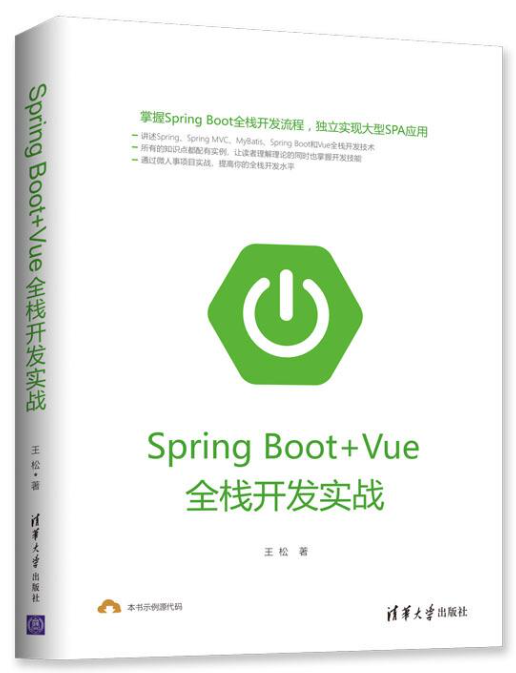 掌握Spring Boot全栈开发流程，独立实现大型SPA应用
讲述Spring、Spring MVC、MyBatis、Spring Boot和Vue全栈开发技术
所有的知识点都配有实例，让读者理解理论的同时也掌握开发技能
通过微人事项目实战，提高你的全栈开发水平
Spring Boot+Vue
全栈开发实战
王松 著
本书示例源代码
清华大学出版社
Spring Boot+Vue 全栈开发实战
王松·著
清华大学出版社